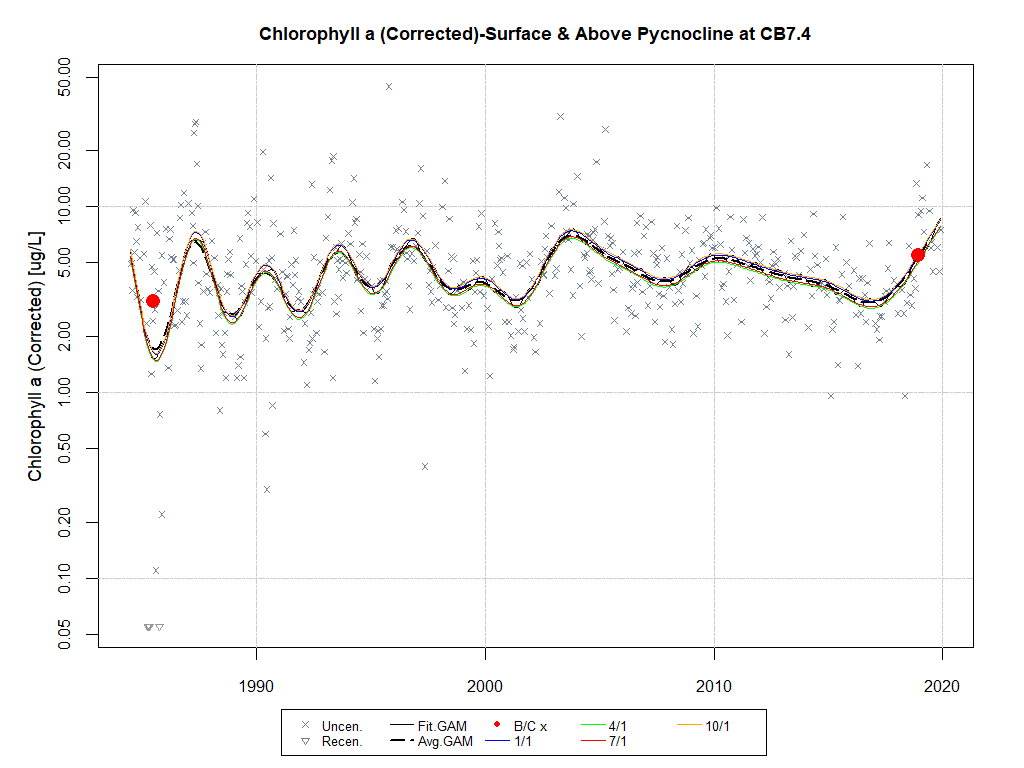 Chlorophyll a (Corrected)-Surface & Above Pycnocline at CB7.4
Chlorophyll a (Corrected) [ug/L]
50.00
20.00
10.00
5.00
2.00
1.00
0.50
0.20
0.10
0.05
1990 2000 2010 2020
Uncen. Fit.GAM B/C x 4/1 10/1
Recen. Avg.GAM 1/1 7/1